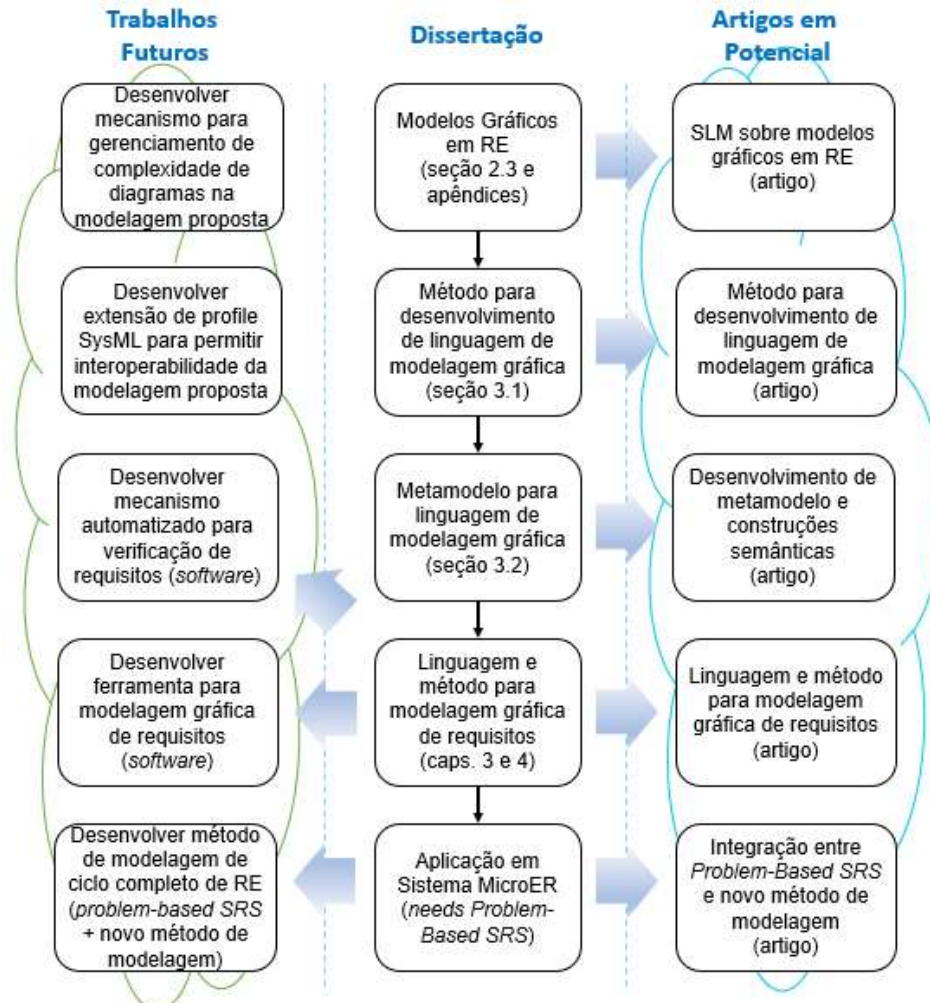 Trabalhos
Futuros
Desenvolver
mecanismo para
gerenciamento de
complexidade de
diagramas na
modelagem proposta
Desenvolver
extensão de profile
SysML para permitir
interoperabilidade da
modelagem proposta
Desenvolver
mecanismo
automatizado para
verificação de
requisitos (software)
Desenvolver
ferramenta para
modelagem gráfica
de requisitos
(software)
Desenvolver método
de modelagem de
ciclo completo de RE
(problem-based SRS
+ novo método de
modelagem)
Dissertação
Modelos Gráficos
em RE
(seção 2.3 e
apêndices)
Método para
desenvolvimento
de linguagem de
modelagem gráfica
(seção 3.1)
Metamodelo para
linguagem de
modelagem gráfica
(seção 3.2)
Linguagem e
método para
modelagem gráfica
de requisitos
(caps. 3 e 4)
Aplicação em
Sistema MicroER
(needs Problem-
Based SRS)
Artigos em
Potencial
SLM sobre modelos
gráficos em RE
(artigo)
Método para
desenvolvimento de
linguagem de
modelagem gráfica
(artigo)
Desenvolvimento de
metamodelo e
construções
semânticas
(artigo)
Linguagem e método
para modelagem
gráfica de requisitos
(artigo)
Integração entre
Problem-Based SRS
e novo método de
modelagem
(artigo)